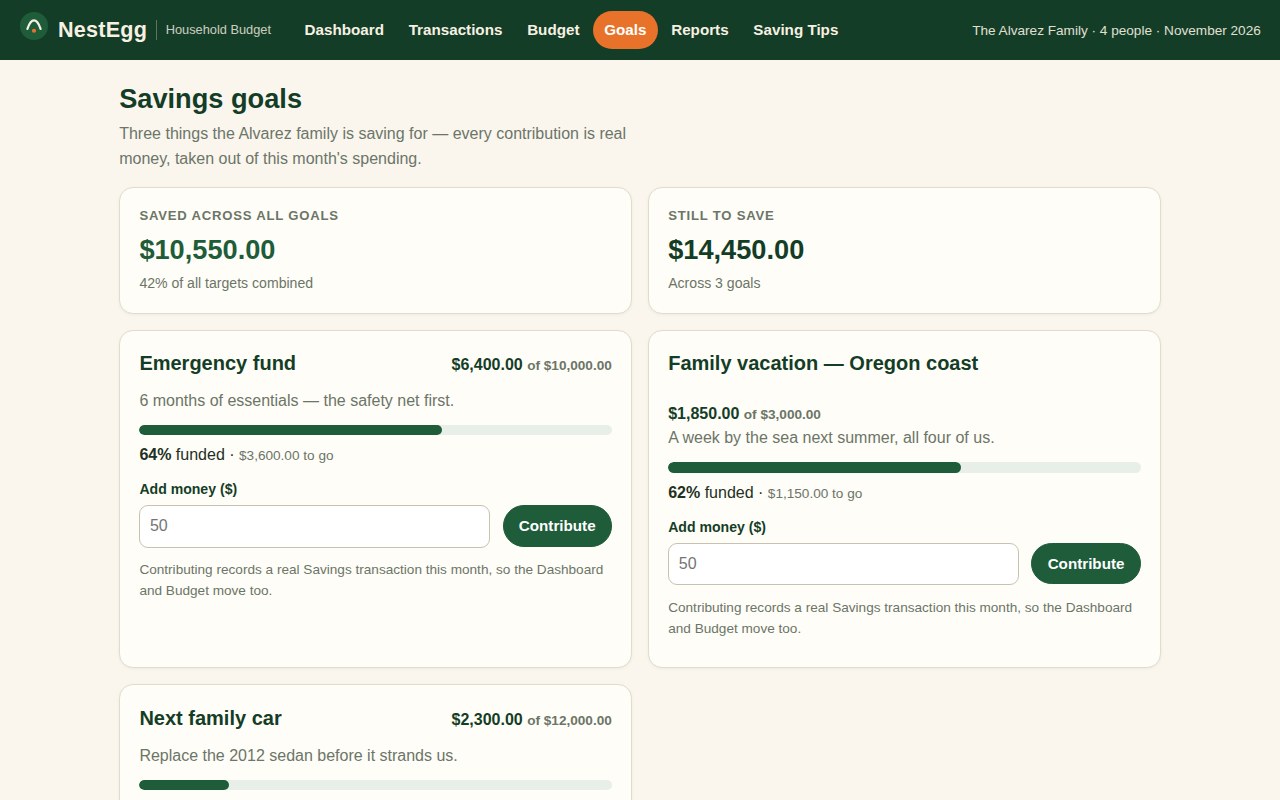 NestEgg
Household Budget
Dashboard
Transactions
Budget
Goals
Reports
Saving Tips
The Alvarez Family · 4 people · November 2026
Savings goals
Three things the Alvarez family is saving for — every contribution is real
money, taken out of this month's spending.
SAVED ACROSS ALL GOALS
$10,550.00
42% of all targets combined
STILL TO SAVE
$14,450.00
Across 3 goals
Emergency fund
$6,400.00 of $10,000.00
6 months of essentials — the safety net first.
64% funded · $3,600.00 to go
Add money ($)
50
Contribute
Contributing records a real Savings transaction this month, so the Dashboard
and Budget move too.
Family vacation — Oregon coast
$1,850.00 of $3,000.00
A week by the sea next summer, all four of us.
62% funded · $1,150.00 to go
Add money ($)
50
Contribute
Contributing records a real Savings transaction this month, so the Dashboard
and Budget move too.
Next family car
$2,300.00 of $12,000.00
Replace the 2012 sedan before it strands us.